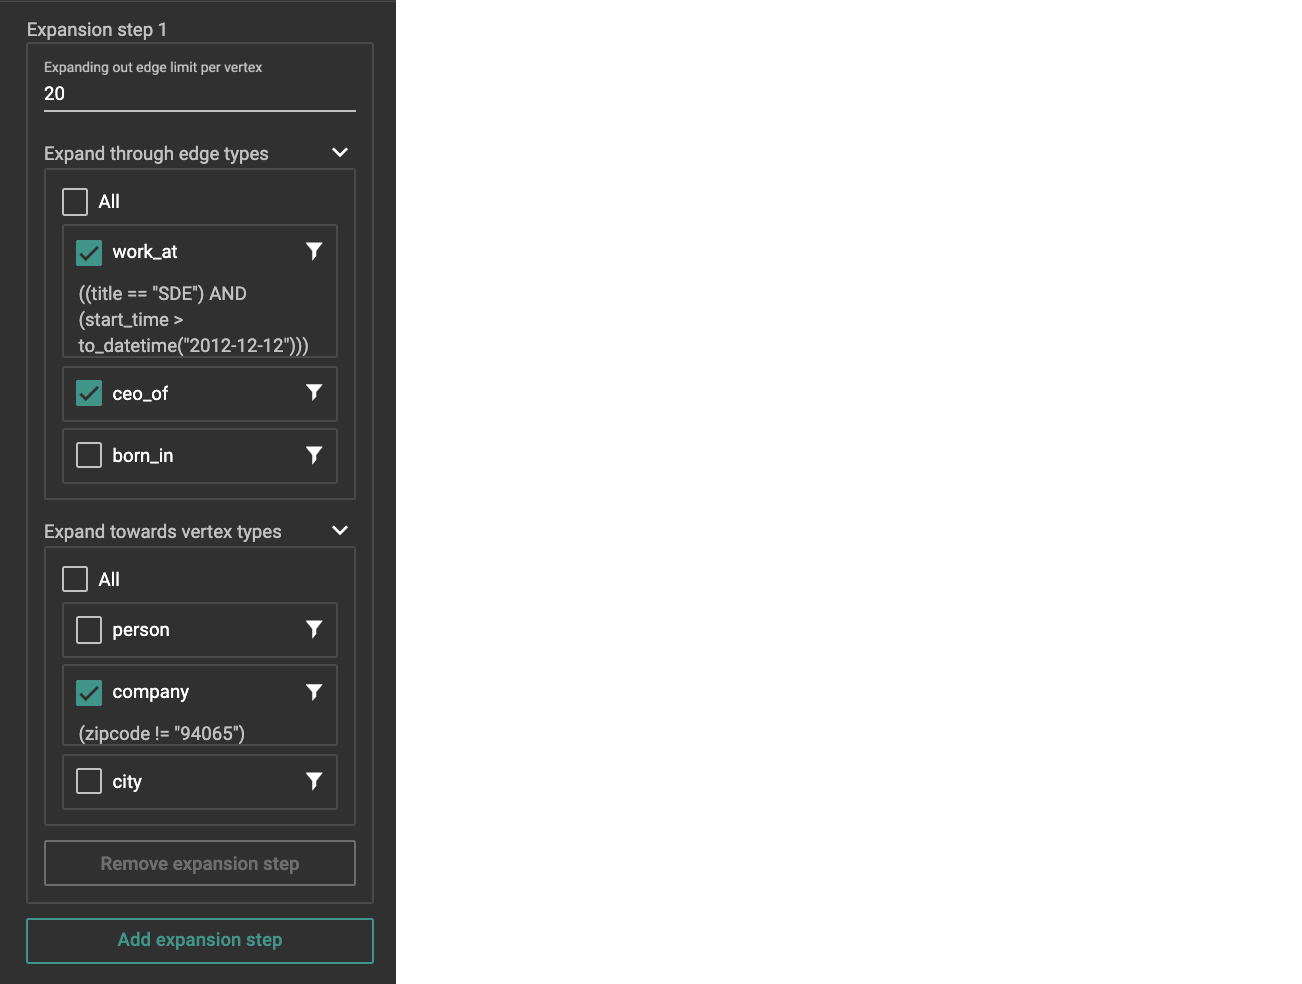 Expansion step 1
Expanding out edge limit per vertex
20
Expand through edge types
All
work_at
((title == "SDE") AND
(start_time >
to_datetime("2012-12-12")))
ceo_of
born_in
Expand towards vertex types
All
person
company
(zipcode != "94065")
city
Remove expansion step
Add expansion step